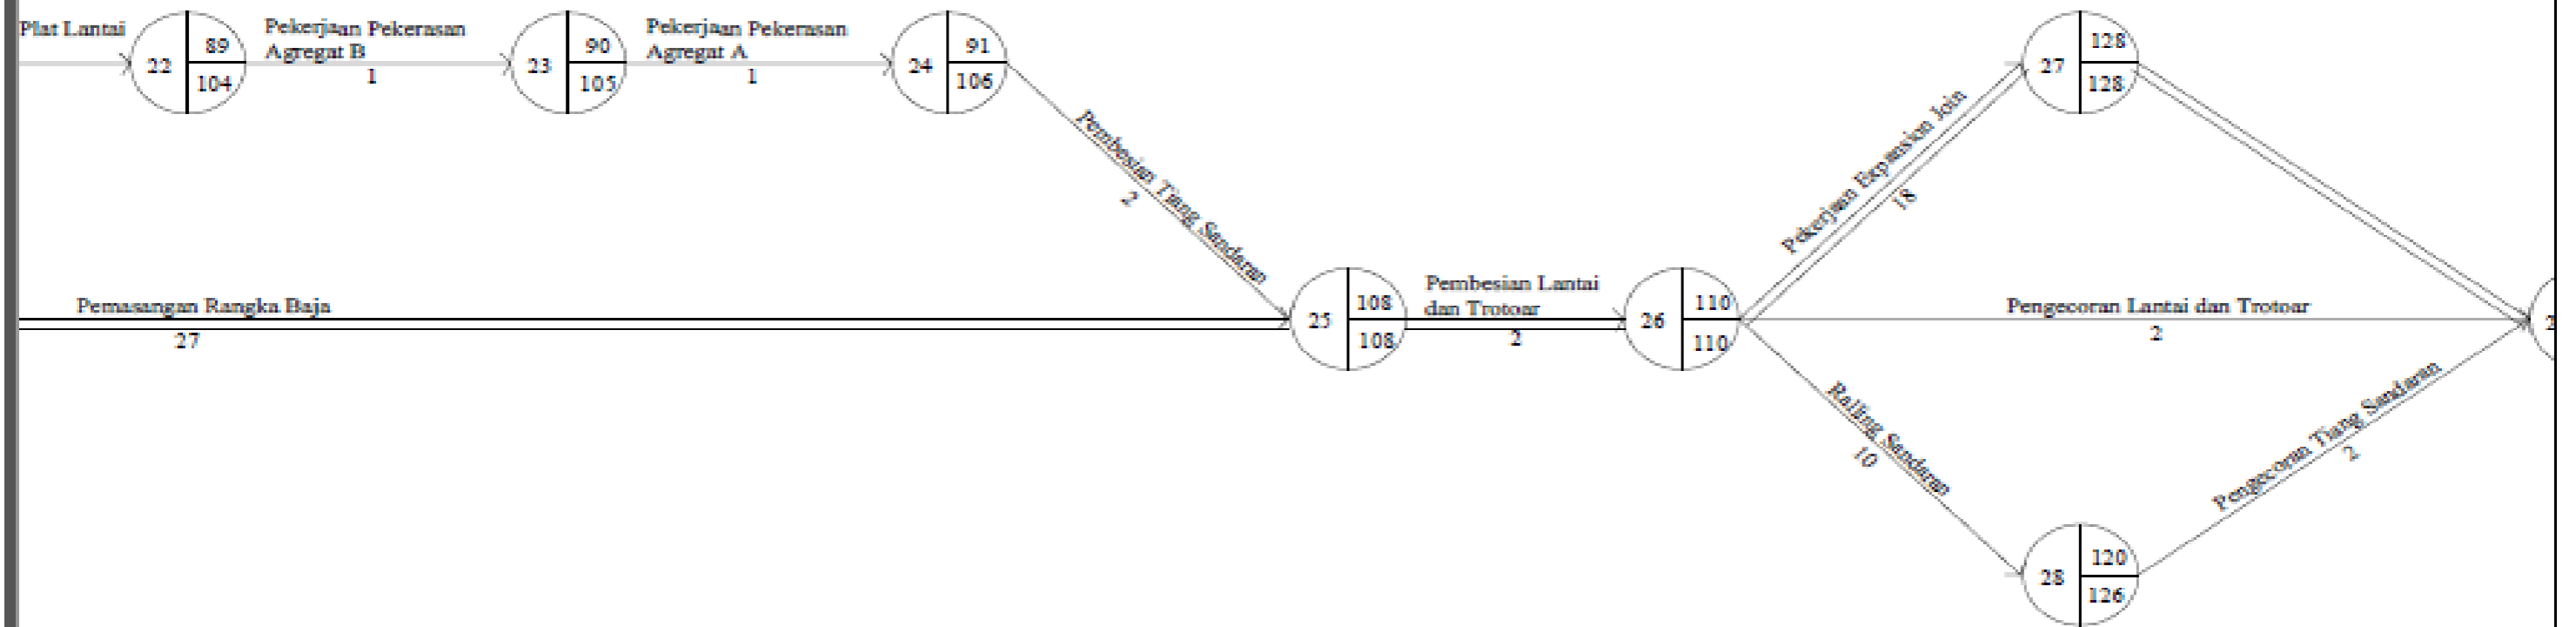 Plat Lantai
22
89
104
Pekerjaan Pekerasan
Agregat B
1
23
90
105
Pekerjaan Pekerasan
Agregat A
1
24
91
106
Pembesian Tiang Sandaran
2
Pemasangan Rangka Baja
27
25
108
108
Pembesian Lantai
dan Trotoar
2
26
110
110
Pekerjaan Expansion Join
18
27
128
128
Pengecoran Lantai dan Trotoar
2
Railing Sandaran
10
28
120
126
Pengecoran Tiang Sandaran
2